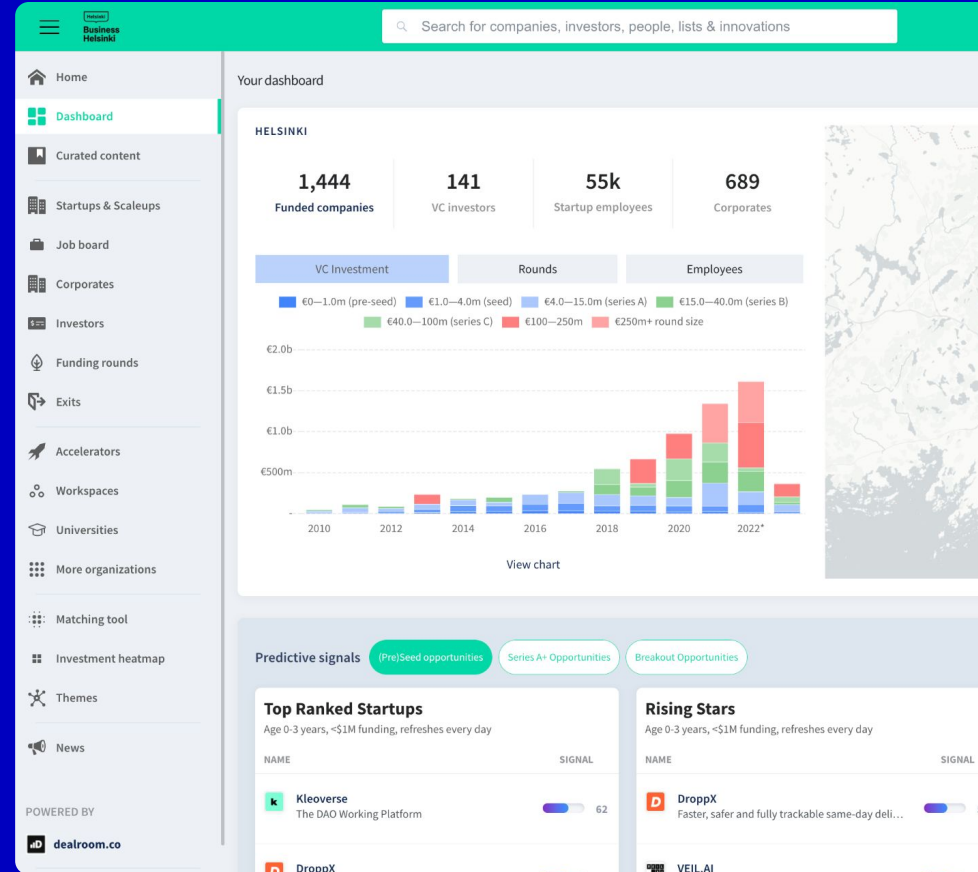 Helsinki
Business
Helsinki
Search for companies, investors, people, lists & innovations
Home
Dashboard
Curated content
Startups & Scaleups
Job board
Corporates
Investors
Funding rounds
Exits
Accelerators
Workspaces
Universities
More organizations
Matching tool
Investment heatmap
Themes
News
POWERED BY
dealroom.co
Your dashboard
HELSINKI
1,444
Funded companies
141
VC investors
55k
Startup employees
689
Corporates
VC Investment
Rounds
Employees
€0—1.0m (pre-seed) €1.0—4.0m (seed) €4.0—15.0m (series A) €15.0—40.0m (series B)
€40.0—100m (series C) €100—250m €250m+ round size
€2.0b
€1.5b
€1.0b
€500m
-
2010 2012 2014 2016 2018 2020 2022*
View chart
Predictive signals
(Pre)Seed opportunities
Series A+ Opportunities
Breakout Opportunities
Top Ranked Startups
Age 0-3 years, <$1M funding, refreshes every day
NAME SIGNAL
k
Kleoverse
The DAO Working Platform
62
D
DroppX
Rising Stars
Age 0-3 years, <$1M funding, refreshes every day
NAME SIGNAL
D
DroppX
Faster, safer and fully trackable same-day deli…
VEIL.AI